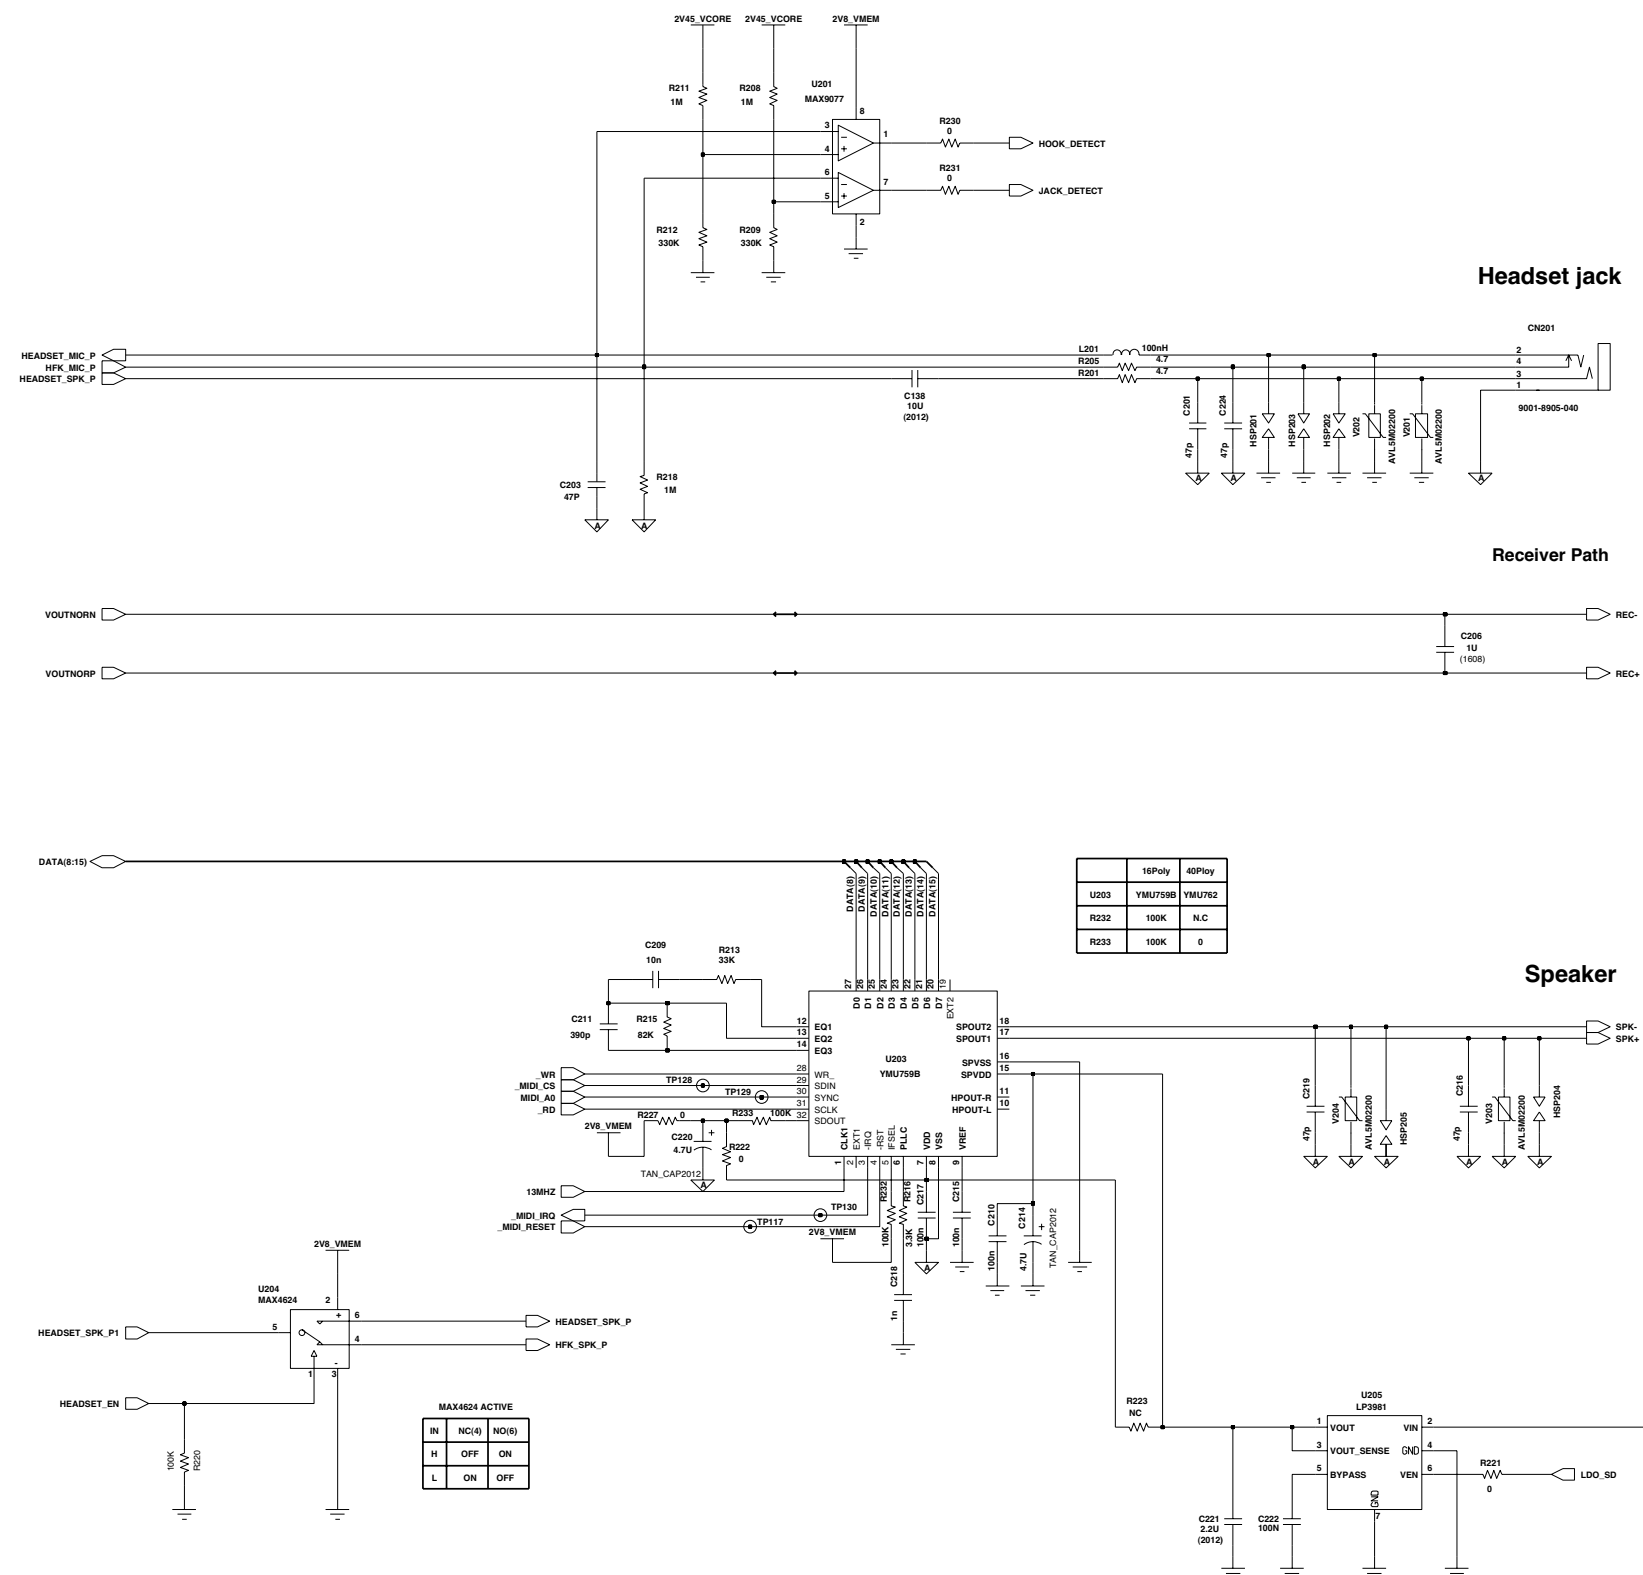 2V45_VCORE 2V45_VCORE 2V8_VMEM
R211
1M
R208
1M
U201
MAX9077
8
3
4
6
5
1
7
2
R230
0
HOOK_DETECT
R231
0
JACK_DETECT
R212
330K
R209
330K
Headset jack
CN201
HEADSET_MIC_P
HFK_MIC_P
HEADSET_SPK_P
L201 100nH
R205 4.7
R201 4.7
2
4
3
1
9001-8905-040
C138
10U
(2012)
C201
47p
C224
47p
HSP201
HSP203
HSP202
V202
AVL5M02200
V201
AVL5M02200
A
A
A
C203
47P
R218
1M
A
A
Receiver Path
VOUTNORN
REC-
C206
1U
(1608)
VOUTNORP
REC+
DATA(8:15)
DATA(8)
DATA(9)
DATA(10)
DATA(11)
DATA(12)
DATA(13)
DATA(14)
DATA(15)
16Poly 40Ploy
U203 YMU759B YMU762
R232 100K N.C
R233 100K 0
Speaker
C209
10n
R213
33K
C211
390p
R215
82K
27 26 25 24 23 22 21 20 19
D0 D1 D2 D3 D4 D5 D6 D7 EXT2
12 EQ1
13 EQ2
14 EQ3
28 WR_
29 SDIN
30 SYNC
31 SCLK
32 SDOUT
U203
YMU759B
SPOUT2 18
SPOUT1 17
SPVSS 16
SPVDD 15
HPOUT-R 11
HPOUT-L 10
CLK1 EXT1 -IRQ -RST IFSEL PLLC VDD VSS VREF
1 2 3 4 5 6 7 8 9
SPK-
SPK+
_WR
_MIDI_CS
MIDI_A0
_RD
TP128
TP129
R227 0
R233 100K
2V8_VMEM
C220
4.7U
+
TAN_CAP2012
A
R222
0
13MHZ
_MIDI_IRQ
_MIDI_RESET
TP130
TP117
2V8_VMEM
R232
100K
R216
3.3K
C217
100n
C215
100n
A
C218
1n
C210
100n
C214
4.7U
+
TAN_CAP2012
C219
47p
V204
AVL5M02200
HSP205
C216
47p
V203
AVL5M02200
HSP204
A
A
A
A
A
A
2V8_VMEM
U204
MAX4624
2
+
6
5
4
-
1
3
HEADSET_SPK_P1
HEADSET_SPK_P
HFK_SPK_P
HEADSET_EN
100K
R220
MAX4624 ACTIVE
IN NC(4) NO(6)
H OFF ON
L ON OFF
R223
NC
U205
LP3981
1 VOUT VIN 2
3 VOUT_SENSE GND 4
5 BYPASS VEN 6
GND
7
R221
0
LDO_SD
C221
2.2U
(2012)
C222
100N